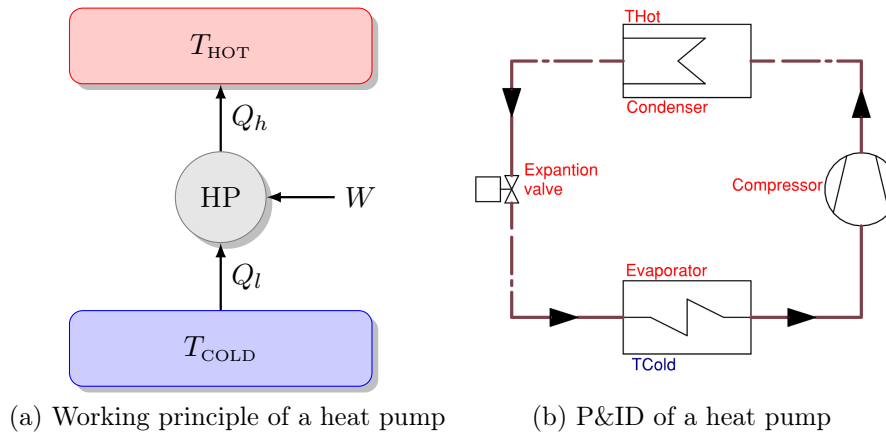 T_HOT
Q_h
HP
W
Q_l
T_COLD
(a) Working principle of a heat pump
THot
Condenser
Expantion
valve
Compressor
Evaporator
TCold
(b) P&ID of a heat pump